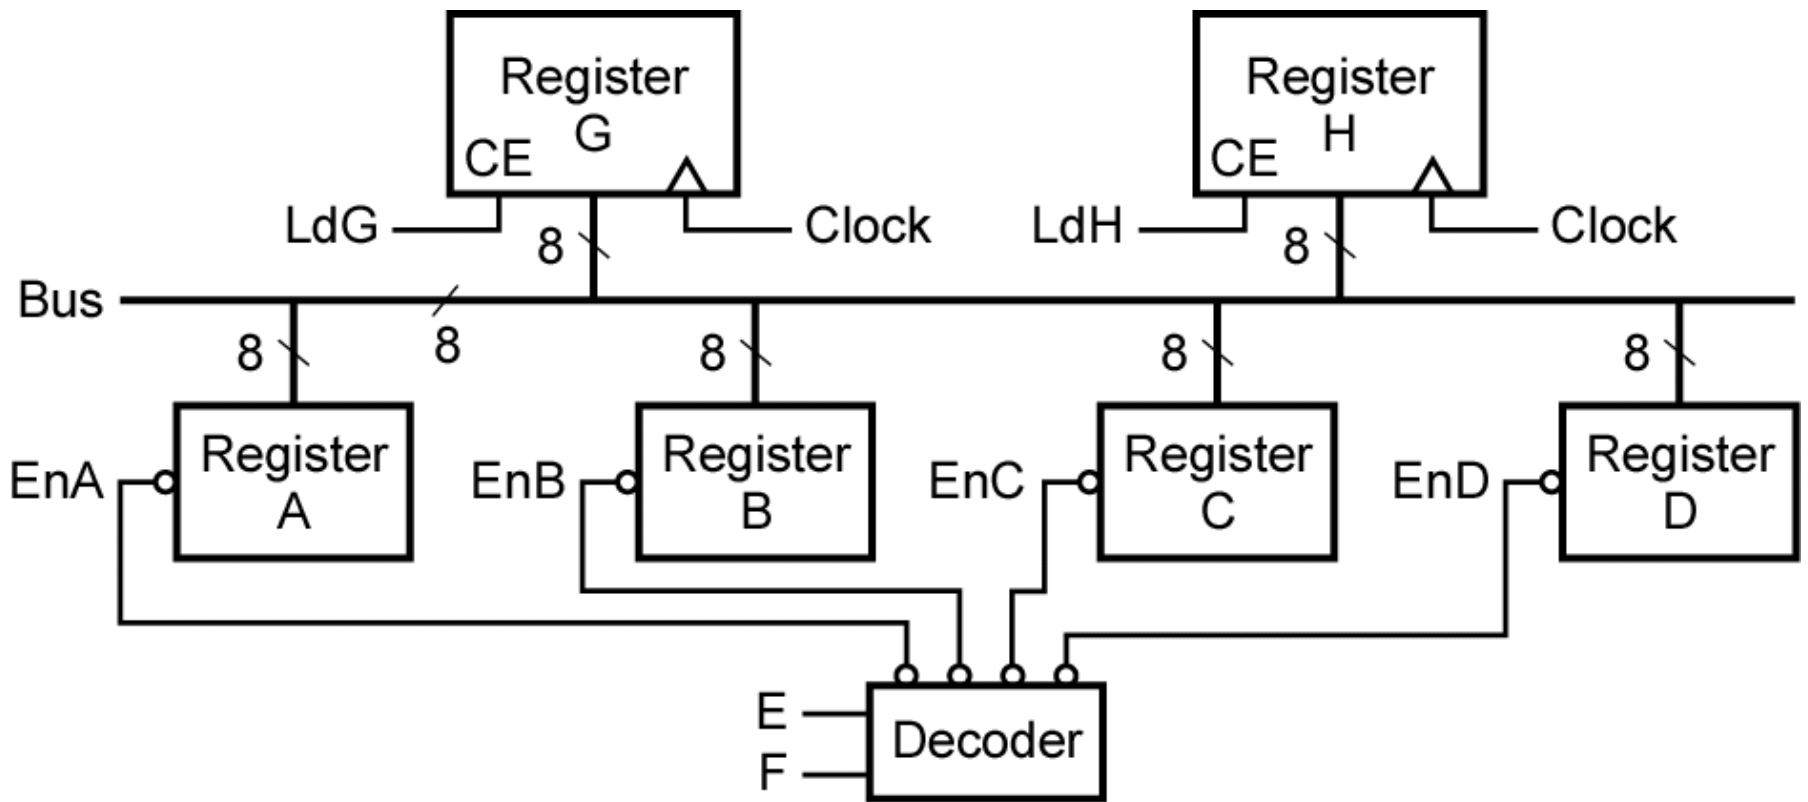 Register
G
CE
Register
H
CE
LdG
Clock
LdH
Clock
8
8
Bus
8
8
8
8
8
Register
A
Register
B
Register
C
Register
D
EnA
EnB
EnC
EnD
E
F
Decoder